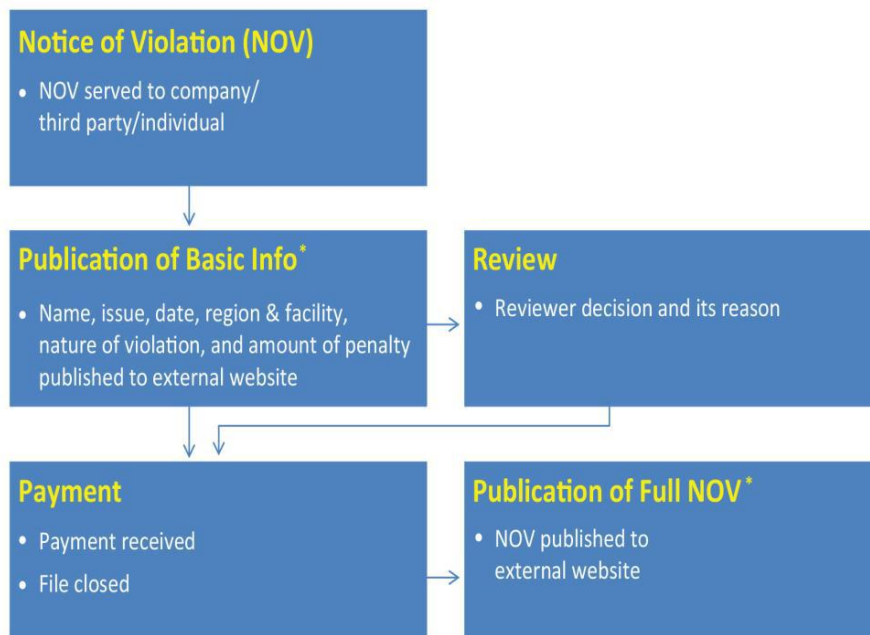 Notice of Violation (NOV)
• NOV served to company/
third party/individual
Publication of Basic Info*
• Name, issue, date, region & facility,
nature of violation, and amount of penalty
published to external website
Review
• Reviewer decision and its reason
Payment
• Payment received
• File closed
Publication of Full NOV*
• NOV published to
external website